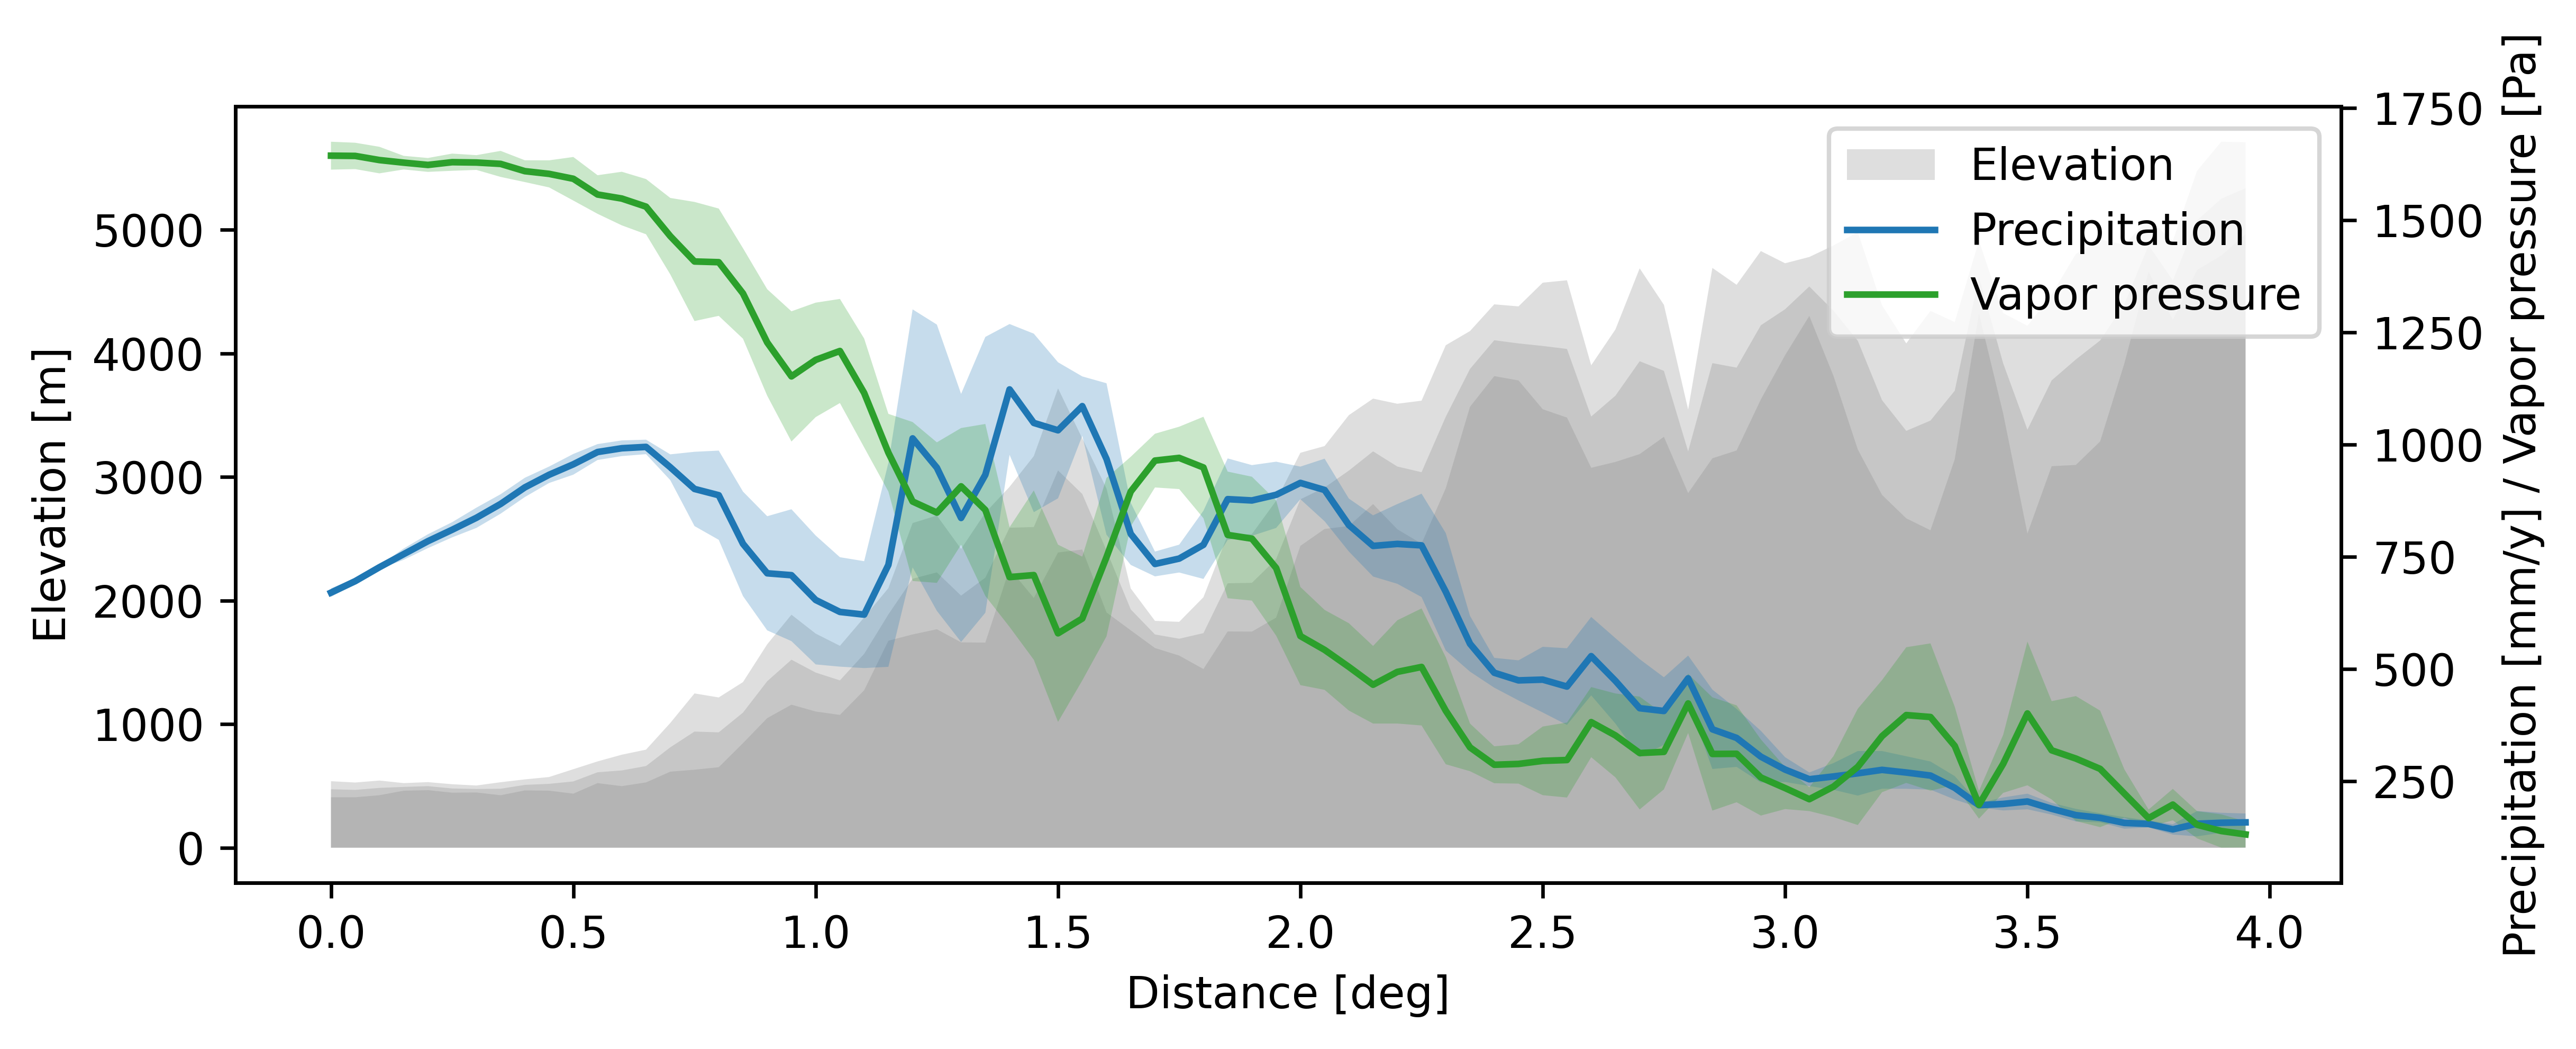 1750
1500
1250
1000
750
500
250
Precipitation [mm/y] / Vapor pressure [Pa]
Elevation
Precipitation
Vapor pressure
5000
4000
3000
2000
1000
0
Elevation [m]
0.0 0.5 1.0 1.5 2.0 2.5 3.0 3.5 4.0
Distance [deg]